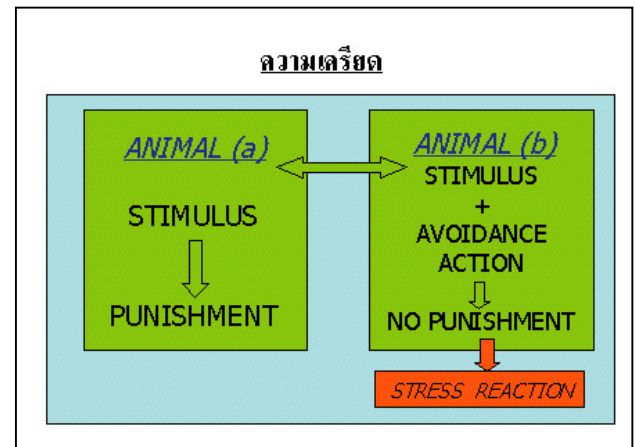 ความเครียด
ANIMAL (a)
STIMULUS
PUNISHMENT
ANIMAL (b)
STIMULUS
+
AVOIDANCE
ACTION
NO PUNISHMENT
STRESS REACTION